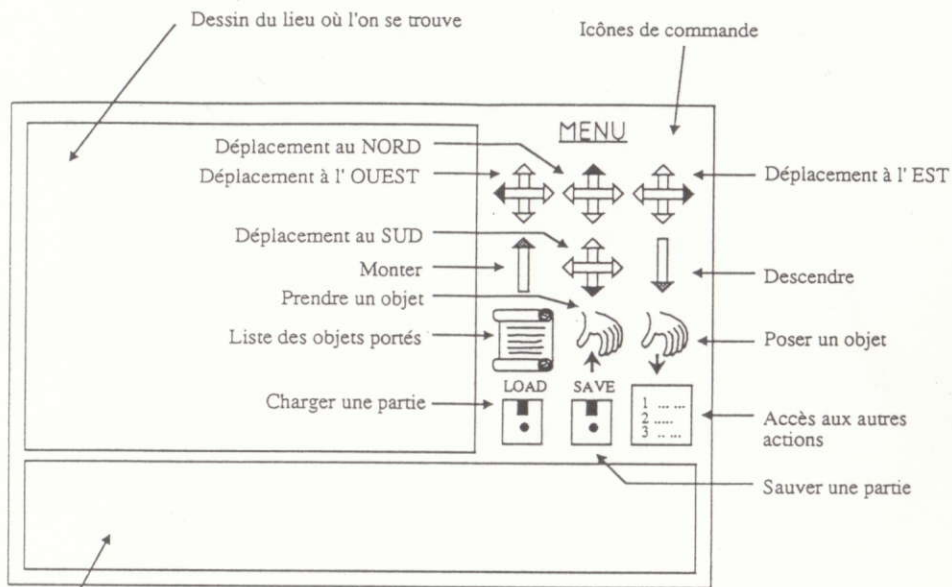 Dessin du lieu où l'on se trouve
Icônes de commande
MENU
Déplacement au NORD
Déplacement à l' OUEST
Déplacement à l' EST
Déplacement au SUD
Monter
Descendre
Prendre un objet
Liste des objets portés
Poser un objet
LOAD
SAVE
Charger une partie
1 ... ...
2 .....
3 .. ...
Accès aux autres
actions
Sauver une partie